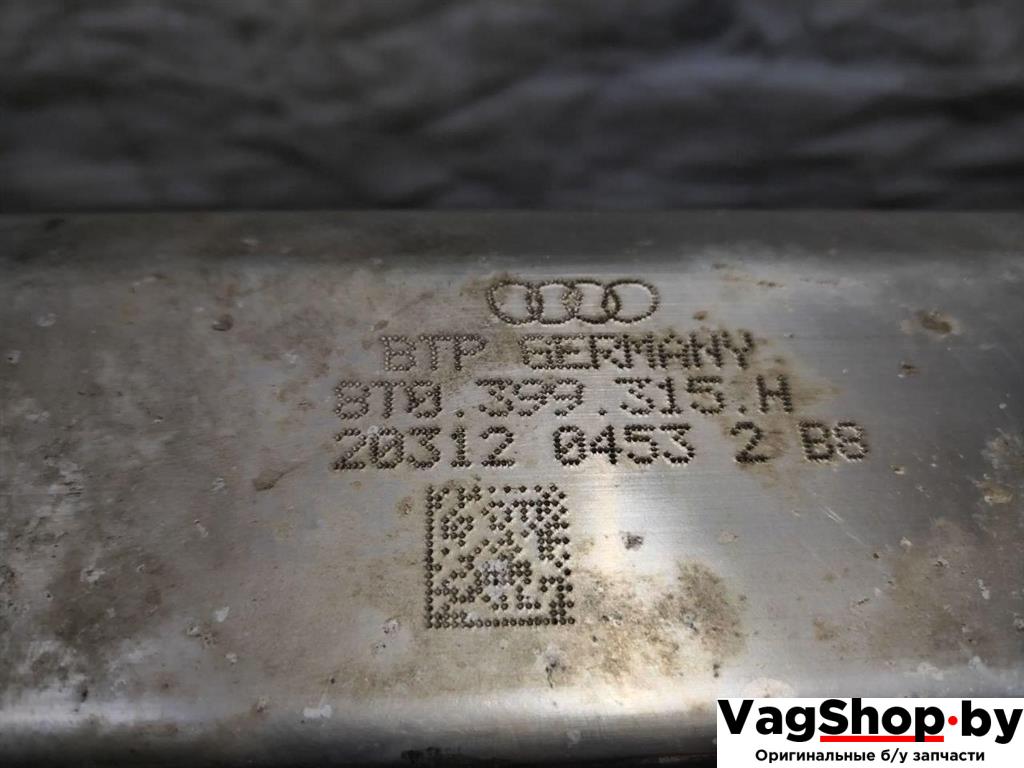 BTP GERMANY
8T0.399.315.H
20312 0453 2 B8
VagShop.by
Оригинальные б/у запчасти